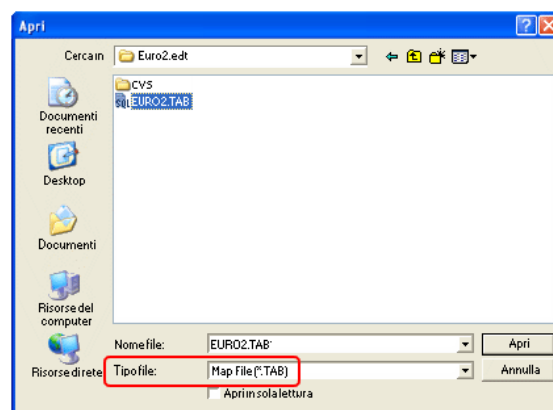 Apri
Cerca in Euro2.edt
CVS
EURO2.TAB
Documenti
recenti
Desktop
Documenti
Risorse del
computer
Risorse di rete
Nome file: EURO2.TAB Apri
Tipo file: Map File (*.TAB) Annulla
Apri in sola lettura